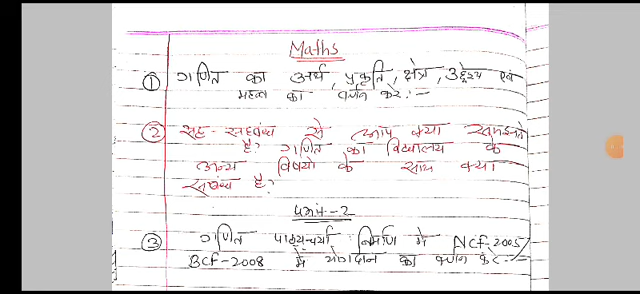 Maths
① गणित का अर्थ, प्रकृति, क्षेत्र, उद्देश्य एवं
महत्व का वर्णन करे:-
② सह-सम्बन्ध से आप क्या समझते
है? गणित का विद्यालय के
अन्य विषयो के साथ क्या
सम्बंध है?
यूनिट-2
③ गणित पाठ्यचर्या निर्माण में NCF-2005/
BCF-2008 में योगदान का वर्णन करे:-